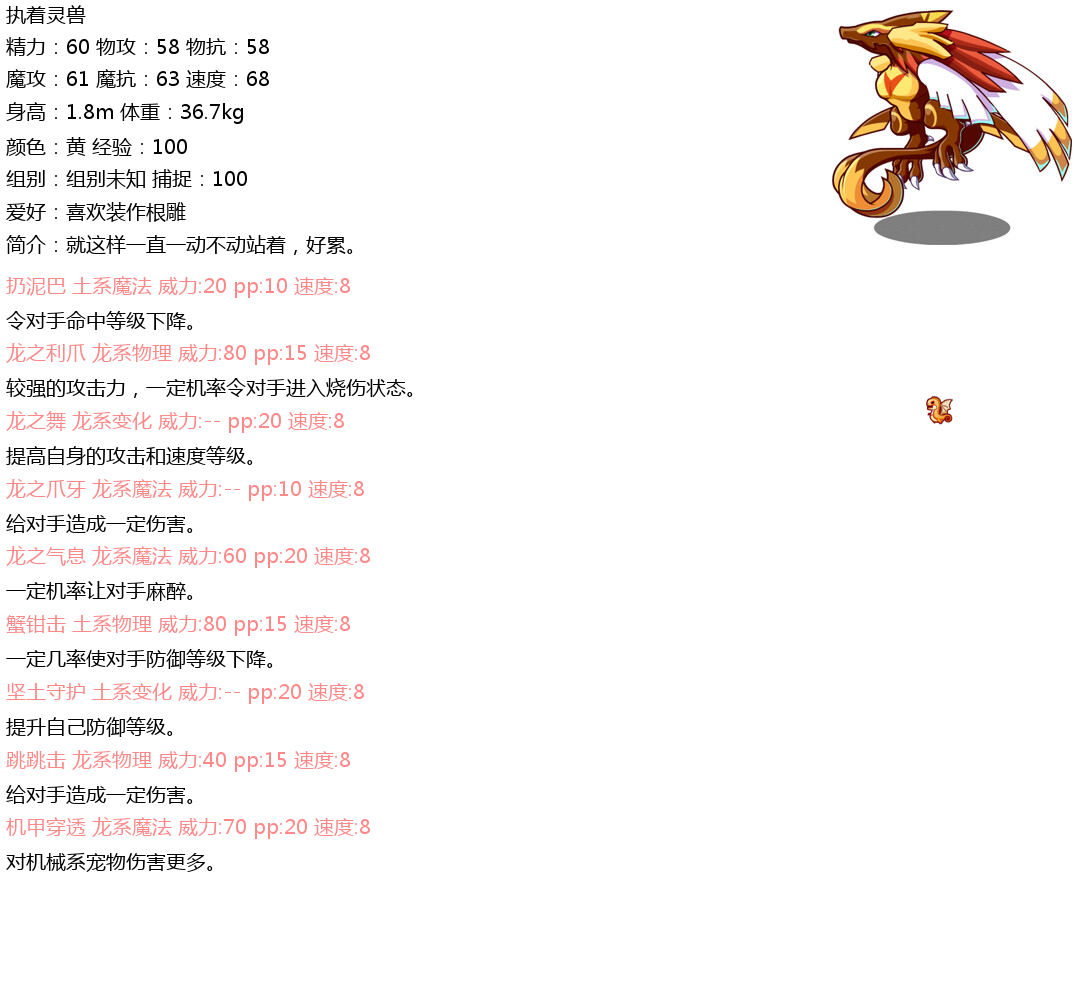 执着灵兽
精力：60 物攻：58 物抗：58
魔攻：61 魔抗：63 速度：68
身高：1.8m 体重：36.7kg
颜色：黄 经验：100
组别：组别未知 捕捉：100
爱好：喜欢装作根雕
简介：就这样一直一动不动站着，好累。
扔泥巴 土系魔法 威力:20 pp:10 速度:8
令对手命中等级下降。
龙之利爪 龙系物理 威力:80 pp:15 速度:8
较强的攻击力，一定机率令对手进入烧伤状态。
龙之舞 龙系变化 威力:-- pp:20 速度:8
提高自身的攻击和速度等级。
龙之爪牙 龙系魔法 威力:-- pp:10 速度:8
给对手造成一定伤害。
龙之气息 龙系魔法 威力:60 pp:20 速度:8
一定机率让对手麻醉。
蟹钳击 土系物理 威力:80 pp:15 速度:8
一定几率使对手防御等级下降。
坚土守护 土系变化 威力:-- pp:20 速度:8
提升自己防御等级。
跳跳击 龙系物理 威力:40 pp:15 速度:8
给对手造成一定伤害。
机甲穿透 龙系魔法 威力:70 pp:20 速度:8
对机械系宠物伤害更多。